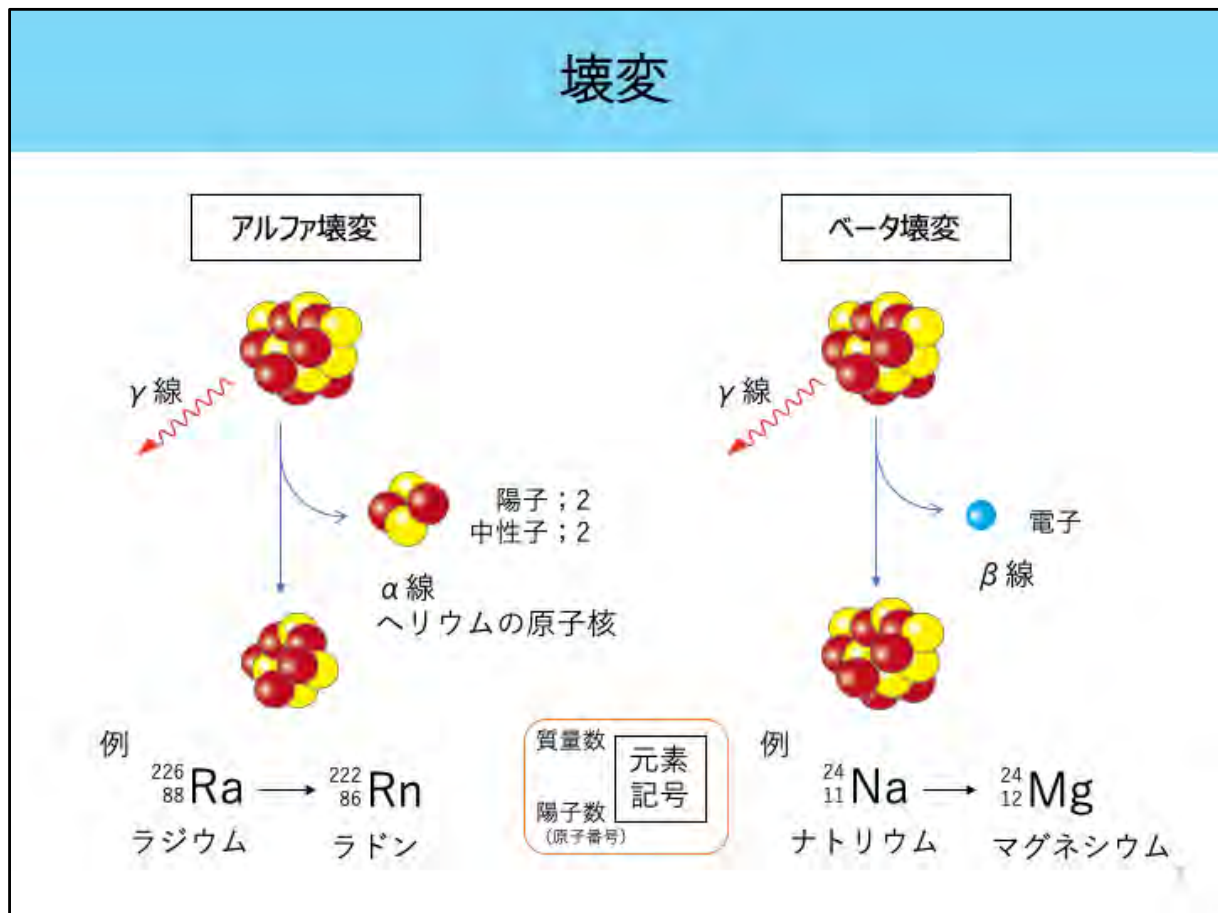 壊変
アルファ壊変
γ線
陽子；2
中性子；2
α線
ヘリウムの原子核
例
226
88
Ra
222
86
Rn
ラジウム
ラドン
質量数
元素
記号
陽子数
（原子番号）
ベータ壊変
γ線
電子
β線
例
24
11
Na
24
12
Mg
ナトリウム
マグネシウム